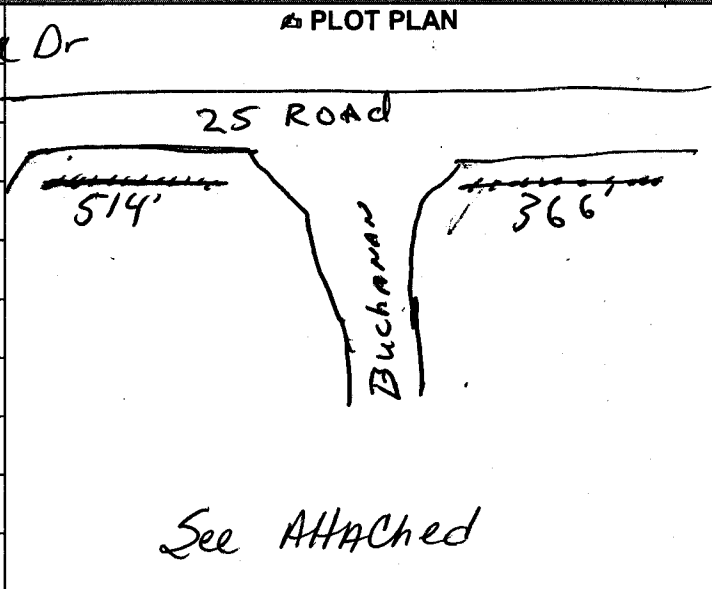 PLOT PLAN
Dr
25 ROAd
514'
366'
BuchANAN
See AttAched